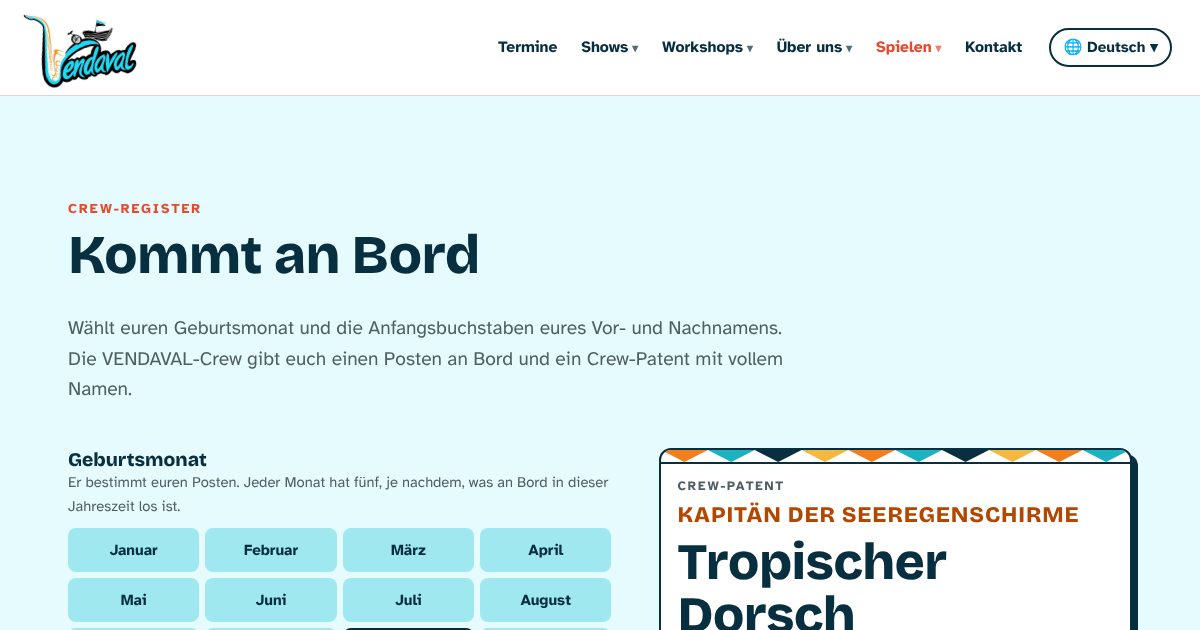 Vendaval
Termine
Shows ▾
Workshops ▾
Über uns ▾
Spielen ▾
Kontakt
🌐 Deutsch ▾
CREW-REGISTER
Kommt an Bord
Wählt euren Geburtsmonat und die Anfangsbuchstaben eures Vor- und Nachnamens.
Die VENDAVAL-Crew gibt euch einen Posten an Bord und ein Crew-Patent mit vollem
Namen.
Geburtsmonat
Er bestimmt euren Posten. Jeder Monat hat fünf, je nachdem, was an Bord in dieser
Jahreszeit los ist.
Januar
Februar
März
April
Mai
Juni
Juli
August
CREW-PATENT
KAPITÄN DER SEEREGENSCHIRME
Tropischer
Dorsch